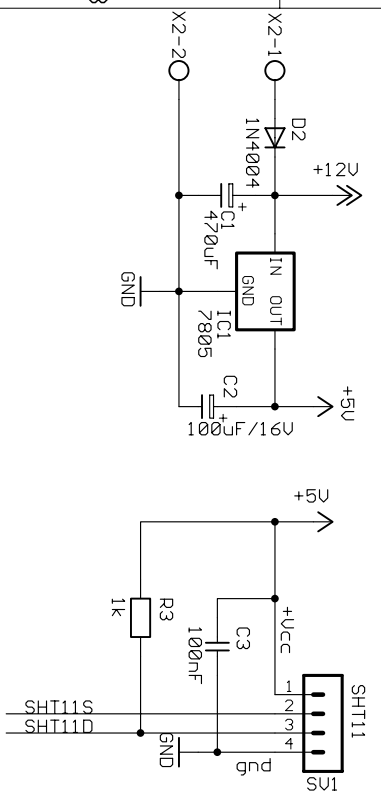 X2-2
X2-1
D2
1N4004
+12V
C1
470uF
+
IN
GND
OUT
IC1
7805
GND
C2
+
100uF/16V
+5V
+5V
R3
1k
C3
100nF
+Vcc
SHT11
1
2
3
4
SHT11S
SHT11D
GND
gnd
SV1